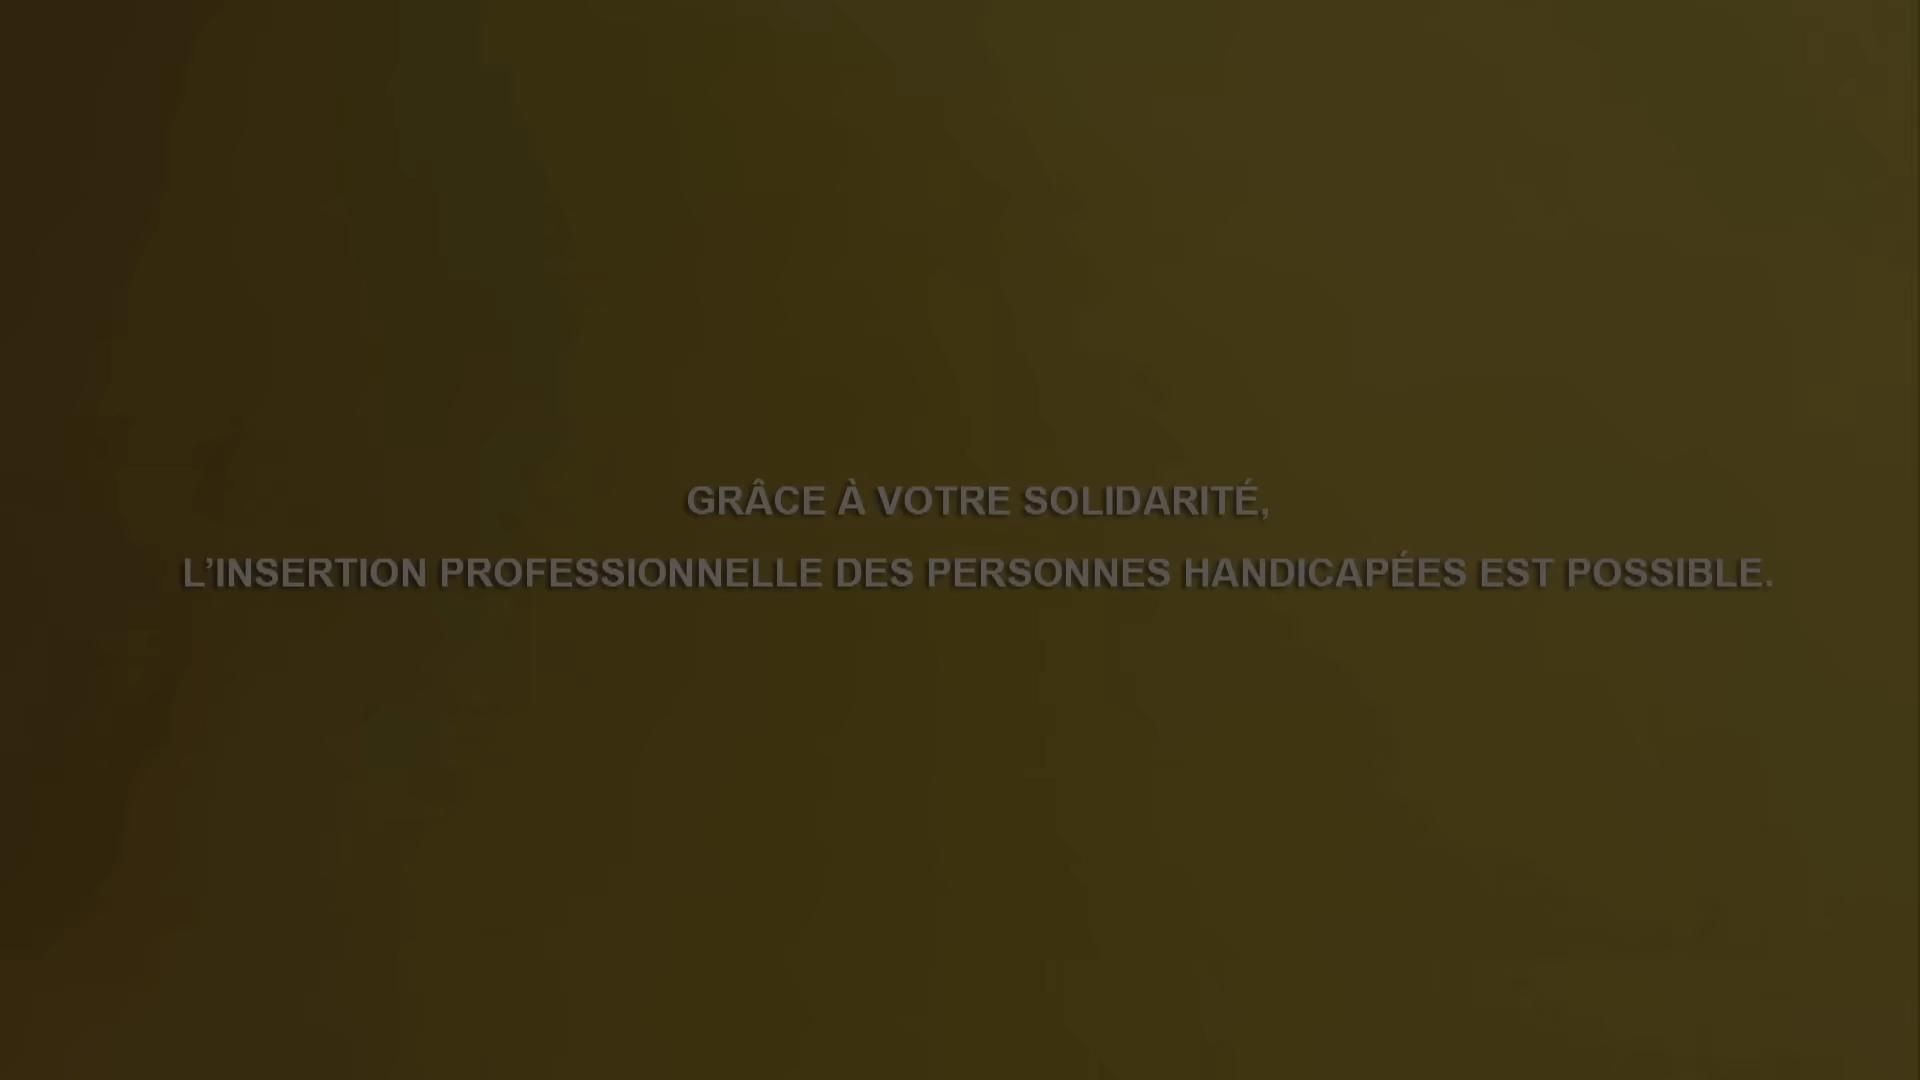 GRÂCE À VOTRE SOLIDARITÉ,
L’INSERTION PROFESSIONNELLE DES PERSONNES HANDICAPÉES EST POSSIBLE.